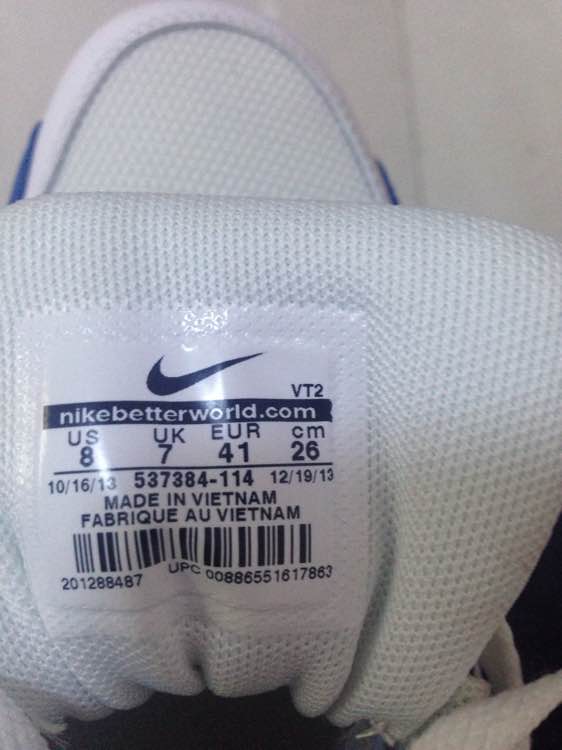 VT2
nikebetterworld.com
US UK EUR cm
8 7 41 26
10/16/13 537384-114 12/19/13
MADE IN VIETNAM
FABRIQUE AU VIETNAM
201288487 UPC 00886551617863